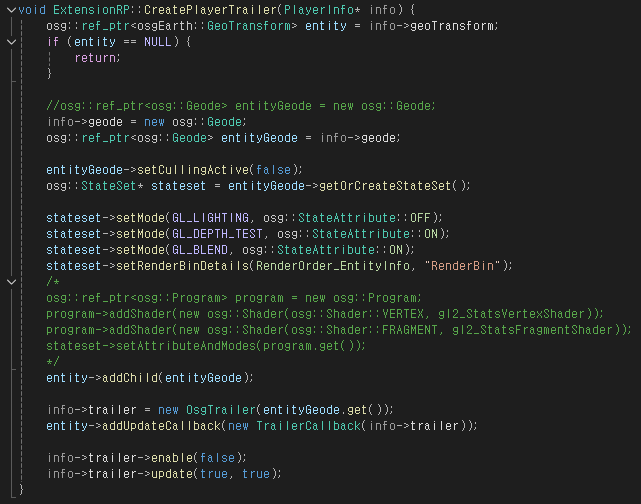 void ExtensionRP::CreatePlayerTrailer(PlayerInfo* info) {
osg::ref_ptr<osgEarth::GeoTransform> entity = info->geoTransform;
if (entity == NULL) {
return;
}
//osg::ref_ptr<osg::Geode> entityGeode = new osg::Geode;
info->geode = new osg::Geode;
osg::ref_ptr<osg::Geode> entityGeode = info->geode;
entityGeode->setCullingActive(false);
osg::StateSet* stateset = entityGeode->getOrCreateStateSet();
stateset->setMode(GL_LIGHTING, osg::StateAttribute::OFF);
stateset->setMode(GL_DEPTH_TEST, osg::StateAttribute::ON);
stateset->setMode(GL_BLEND, osg::StateAttribute::ON);
stateset->setRenderBinDetails(RenderOrder_EntityInfo, "RenderBin");
/*
osg::ref_ptr<osg::Program> program = new osg::Program;
program->addShader(new osg::Shader(osg::Shader::VERTEX, gl2_StatsVertexShader));
program->addShader(new osg::Shader(osg::Shader::FRAGMENT, gl2_StatsFragmentShader));
stateset->setAttributeAndModes(program.get());
*/
entity->addChild(entityGeode);
info->trailer = new OsgTrailer(entityGeode.get());
entity->addUpdateCallback(new TrailerCallback(info->trailer));
info->trailer->enable(false);
info->trailer->update(true, true);
}